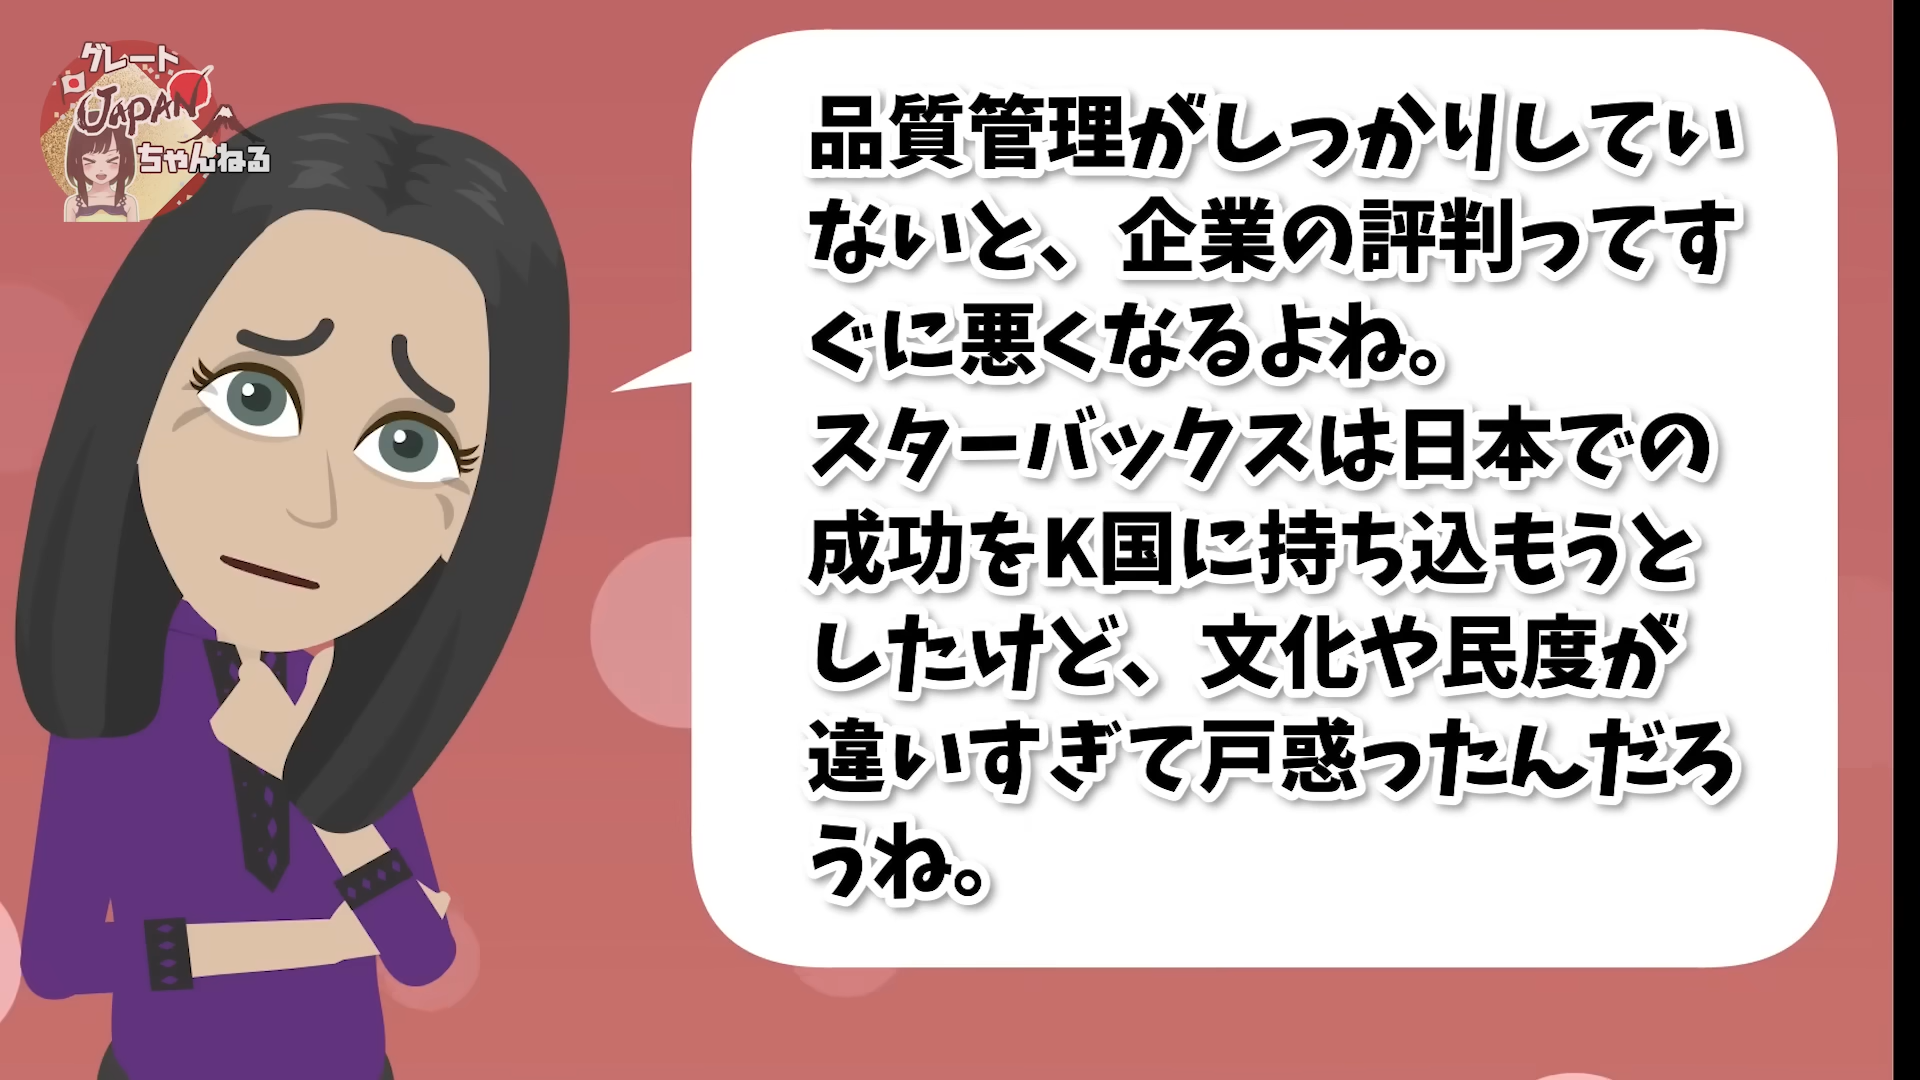 グレート
JAPAN
ちゃんねる
品質管理がしっかりしてい
ないと、企業の評判ってす
ぐに悪くなるよね。
スターバックスは日本での
成功をK国に持ち込もうと
したけど、文化や民度が
違いすぎて戸惑ったんだろ
うね。